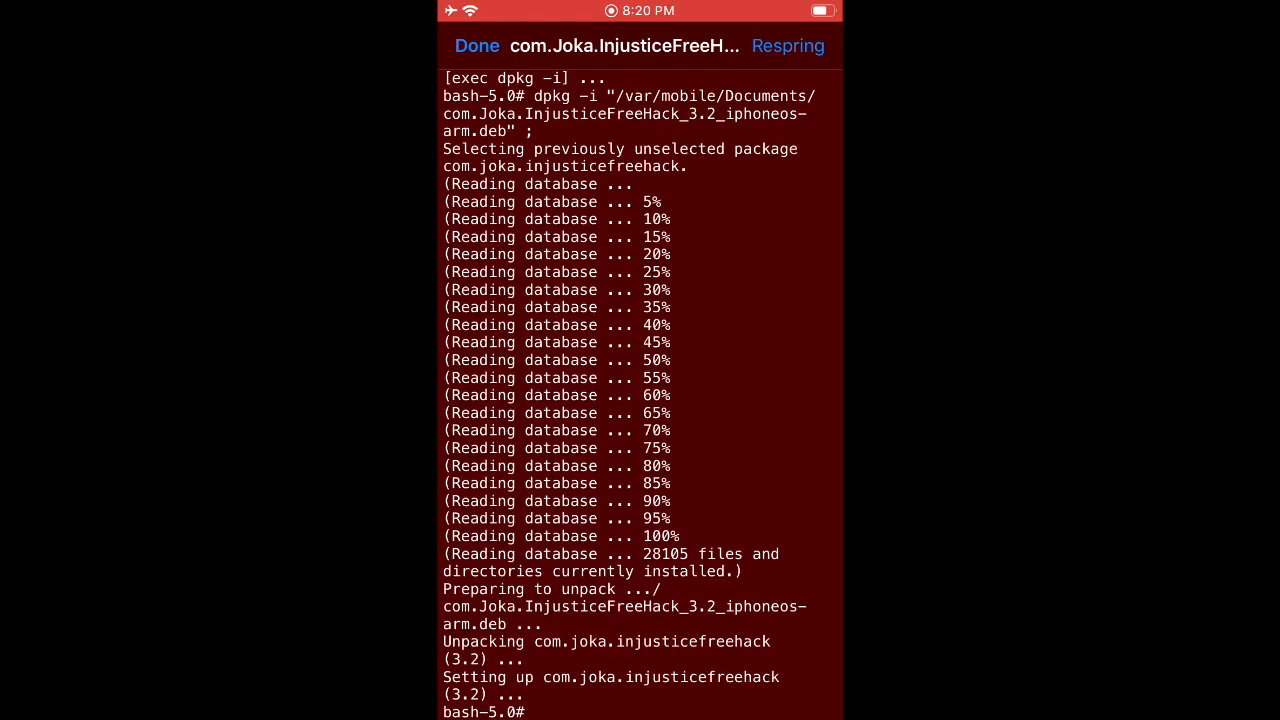 8:20 PM
Done com.Joka.InjusticeFreeH... Respring
[exec dpkg -i] ...
bash-5.0# dpkg -i "/var/mobile/Documents/
com.Joka.InjusticeFreeHack_3.2_iphoneos-
arm.deb" ;
Selecting previously unselected package
com.joka.injusticefreehack.
(Reading database ...
(Reading database ... 5%
(Reading database ... 10%
(Reading database ... 15%
(Reading database ... 20%
(Reading database ... 25%
(Reading database ... 30%
(Reading database ... 35%
(Reading database ... 40%
(Reading database ... 45%
(Reading database ... 50%
(Reading database ... 55%
(Reading database ... 60%
(Reading database ... 65%
(Reading database ... 70%
(Reading database ... 75%
(Reading database ... 80%
(Reading database ... 85%
(Reading database ... 90%
(Reading database ... 95%
(Reading database ... 100%
(Reading database ... 28105 files and
directories currently installed.)
Preparing to unpack .../
com.Joka.InjusticeFreeHack_3.2_iphoneos-
arm.deb ...
Unpacking com.joka.injusticefreehack
(3.2) ...
Setting up com.joka.injusticefreehack
(3.2) ...
bash-5.0#